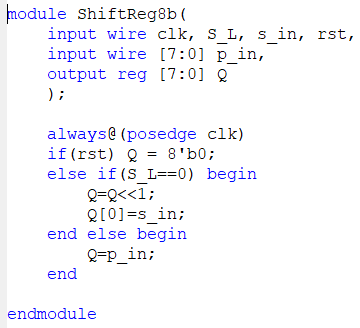 module ShiftReg8b(
    input wire clk, S_L, s_in, rst,
    input wire [7:0] p_in,
    output reg [7:0] Q
    );

    always@(posedge clk)
    if(rst) Q = 8'b0;
    else if(S_L==0) begin
        Q=Q<<1;
        Q[0]=s_in;
    end else begin
        Q=p_in;
    end

endmodule